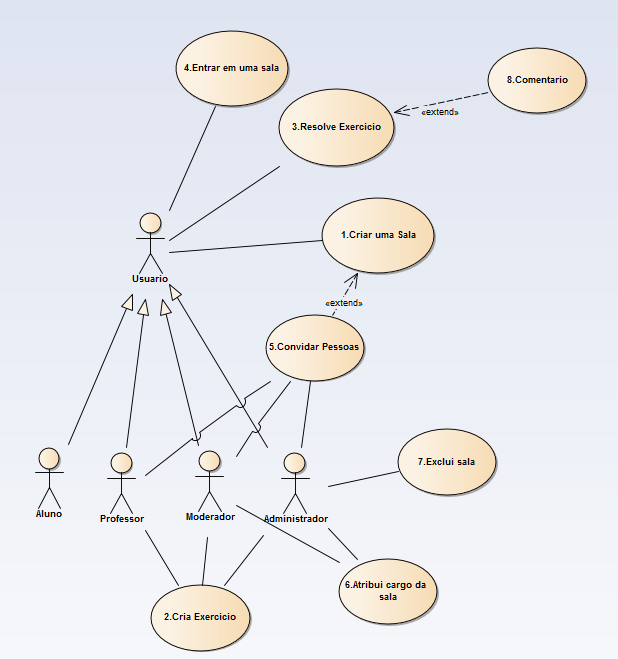 4.Entrar em uma sala
8.Comentario
«extend»
3.Resolve Exercicio
1.Criar uma Sala
Usuario
«extend»
5.Convidar Pessoas
7.Exclui sala
Aluno
Professor
Moderador
Administrador
6.Atribui cargo da
sala
2.Cria Exercicio